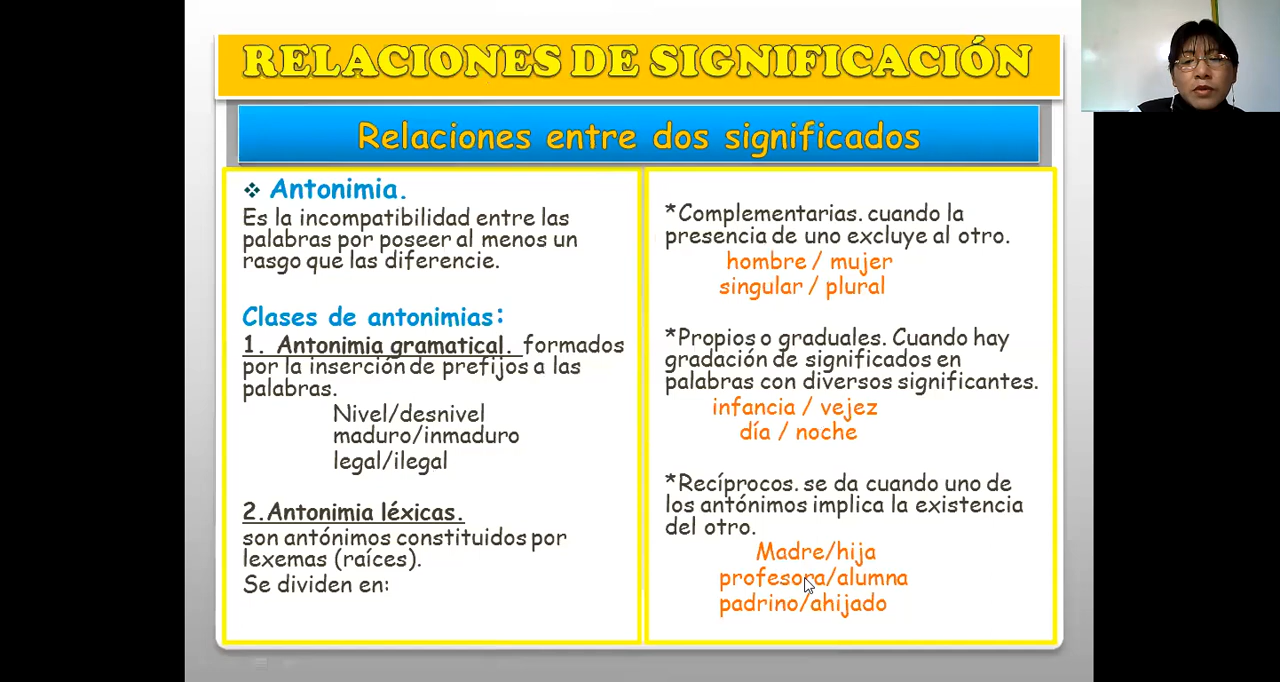 RELACIONES DE SIGNIFICACIÓN
Relaciones entre dos significados
Antonimia.
Es la incompatibilidad entre las
palabras por poseer al menos un
rasgo que las diferencie.
Clases de antonimias:
1. Antonimia gramatical. formados
por la inserción de prefijos a las
palabras.
Nivel/desnivel
maduro/inmaduro
legal/ilegal
2.Antonimia léxicas.
son antónimos constituidos por
lexemas (raíces).
Se dividen en:
*Complementarias. cuando la
presencia de uno excluye al otro.
hombre / mujer
singular / plural
*Propios o graduales. Cuando hay
gradación de significados en
palabras con diversos significantes.
infancia / vejez
día / noche
*Recíprocos. se da cuando uno de
los antónimos implica la existencia
del otro.
Madre/hija
profesora/alumna
padrino/ahijado